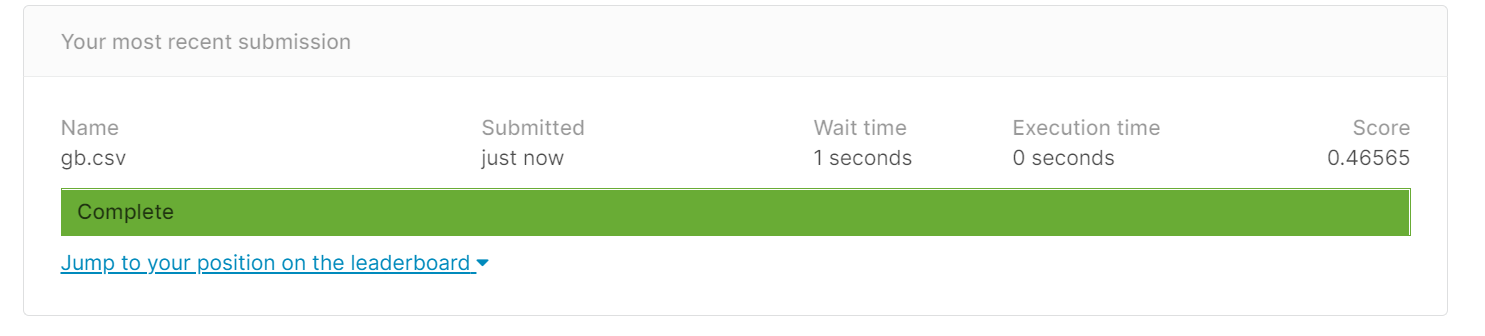 Your most recent submission
Name Submitted Wait time Execution time Score
gb.csv just now 1 seconds 0 seconds 0.46565
Complete
Jump to your position on the leaderboard